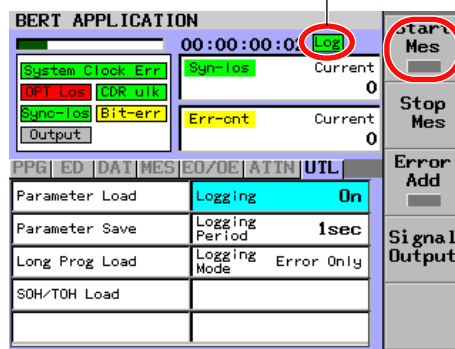 BERT APPLICATION
00:00:00:02 Log
System Clock Err
OPT Los CDR ulk
Sync-los Bit-err
Output
Syn-los Current
0
Err-cnt Current
0
PPG ED DAT MES EO/OE ATTN UTL
Parameter Load Logging On
Parameter Save Logging Period 1sec
Long Prog Load Logging Mode Error Only
SOH/TOH Load
Start
Mes
Stop
Mes
Error
Add
Signal
Output